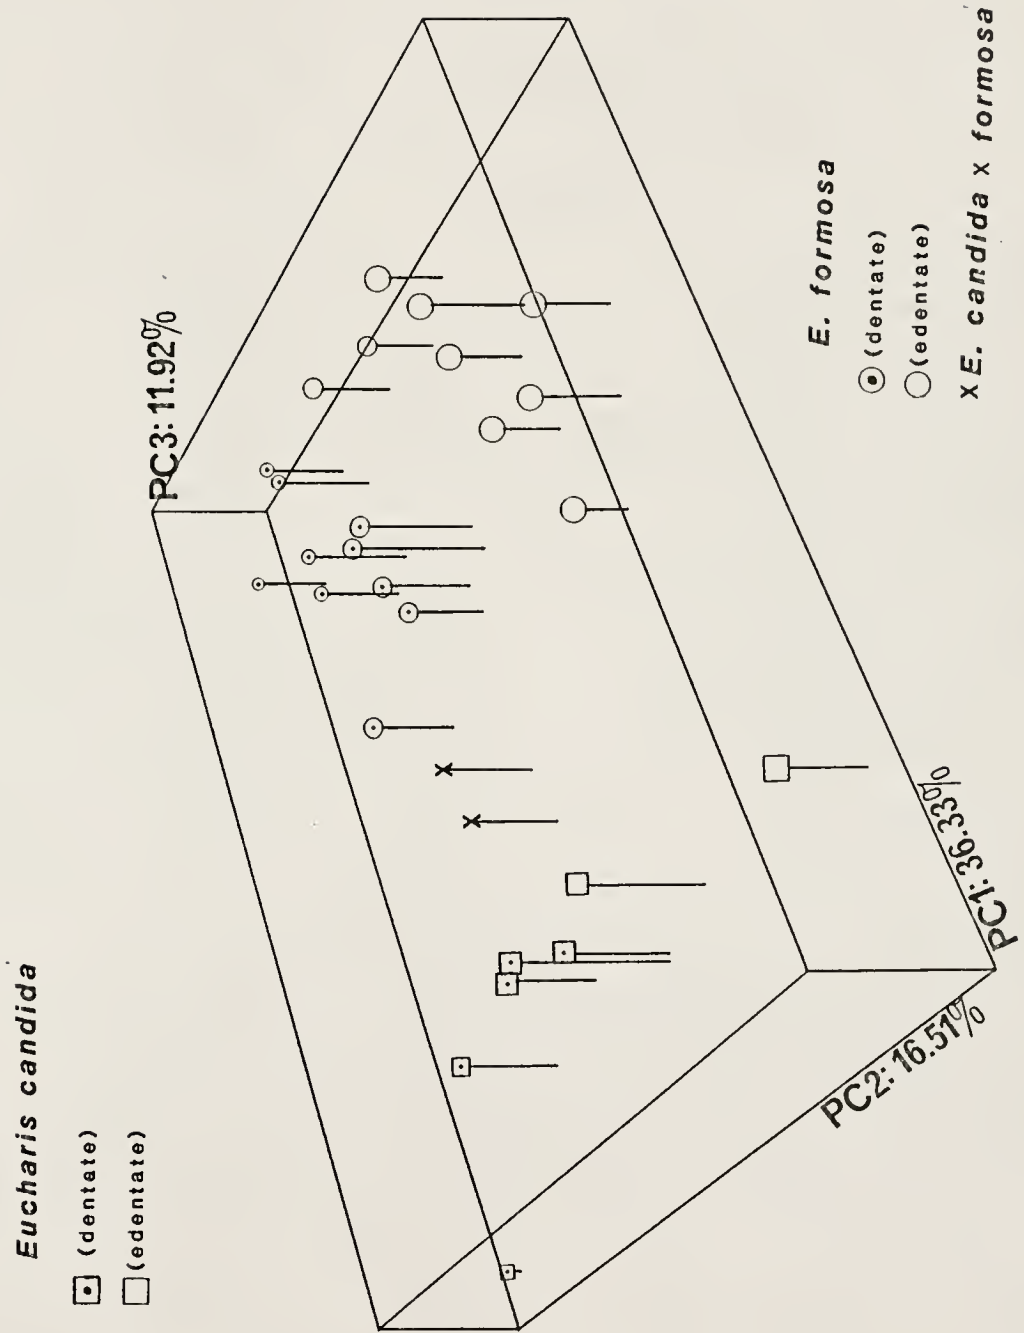 Eucharis candida
(dentate)
(edentate)
PC3: 11.92%
E. formosa
(dentate)
(edentate)
X E. candida x formosa
PC1: 36.33%
PC2: 16.51%